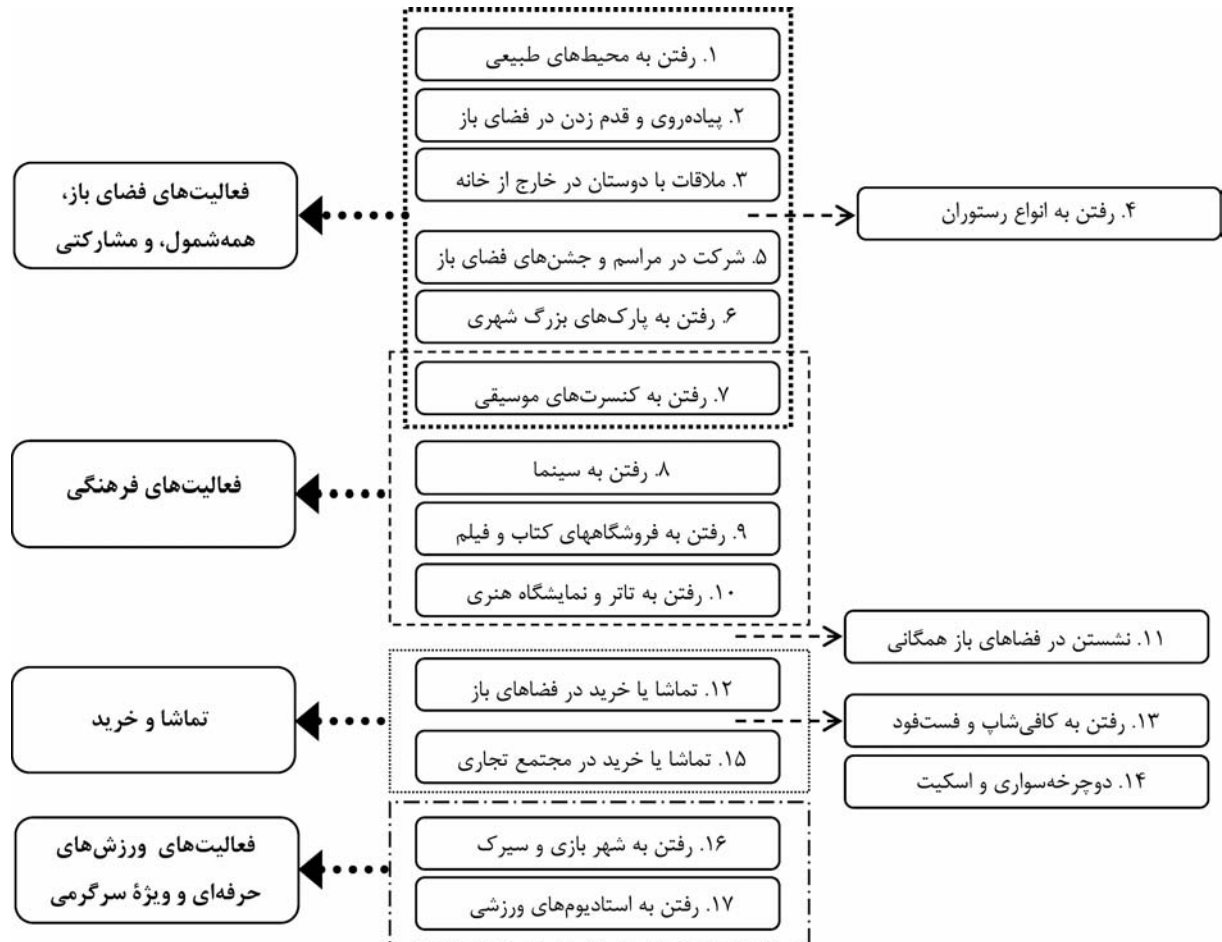 ۱. رفتن به محیط‌های طبیعی
۲. پیاده‌روی و قدم زدن در فضای باز
۳. ملاقات با دوستان در خارج از خانه
فعالیت‌های فضای باز،
همه‌شمول، و مشارکتی
۴. رفتن به انواع رستوران
۵. شرکت در مراسم و جشن‌های فضای باز
۶. رفتن به پارک‌های بزرگ شهری
۷. رفتن به کنسرت‌های موسیقی
۸. رفتن به سینما
فعالیت‌های فرهنگی
۹. رفتن به فروشگاههای کتاب و فیلم
۱۰. رفتن به تاتر و نمایشگاه هنری
۱۱. نشستن در فضاهای باز همگانی
۱۲. تماشا یا خرید در فضاهای باز
تماشا و خرید
۱۳. رفتن به کافی‌شاپ و فست‌فود
۱۴. دوچرخه‌سواری و اسکیت
۱۵. تماشا یا خرید در مجتمع تجاری
۱۶. رفتن به شهر بازی و سیرک
فعالیت‌های ورزش‌های
حرفه‌ای و ویژۀ سرگرمی
۱۷. رفتن به استادیوم‌های ورزشی